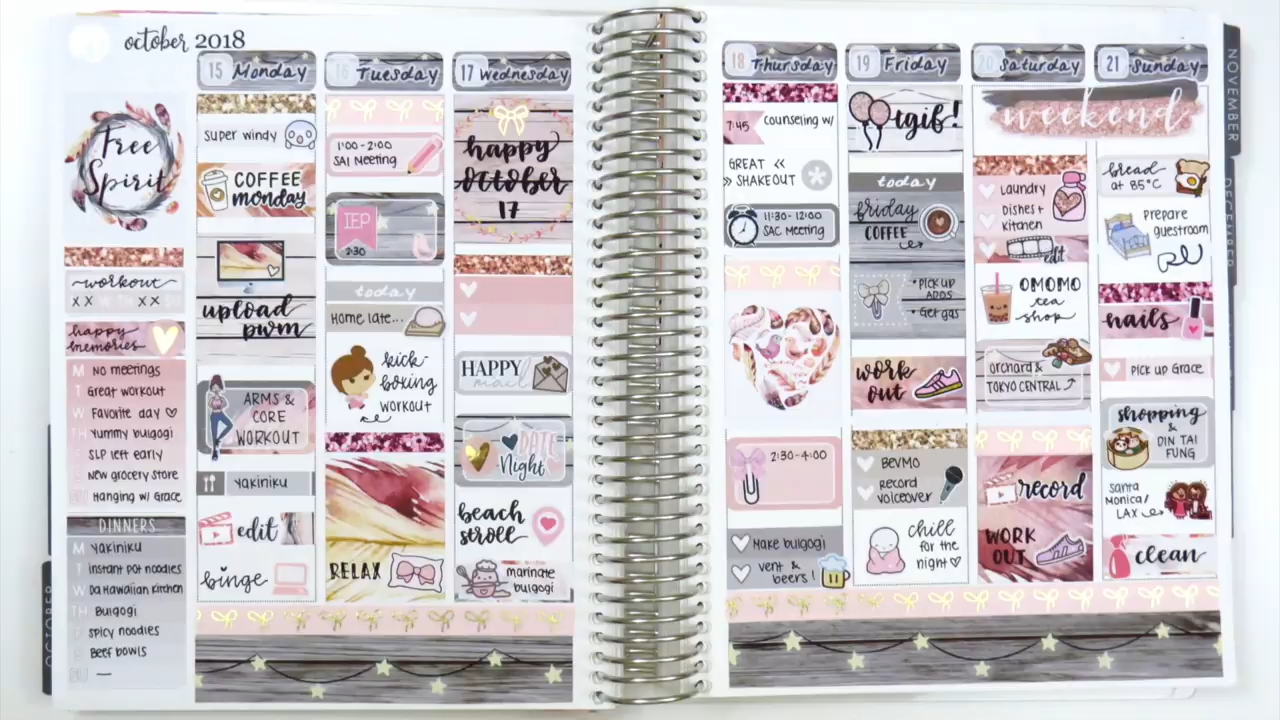 october 2018
Free
Spirit
workout
XX
XX
happy
memories
M No meetings
T Great workout
W Favorite day ♡
TH Yummy bulgogi
SLP left early
New grocery store
Hanging w/ Grace
DINNERS
M Yakiniku
T instant pot noodles
W Da Hawaiian Kitchen
TH Bulgogi
spicy noodles
Beef bowls
—
15 Monday
super windy
COFFEE
monday
upload
pwm
ARMS &
CORE
WORKOUT
yakiniku
edit
binge
16 Tuesday
1:00-2:00
SAI Meeting
IEP
2:30
today
Home late...
kick-
boxing
workout
RELAX
17 Wednesday
happy
october
17
HAPPY
mail
DATE
Night
beach
stroll
marinate
bulgogi
18 Thursday
7:45
counseling w/
GREAT <<
>> SHAKEOUT
11:30-12:00
SAC Meeting
2:30-4:00
Make bulgogi
vent &
beers!
19 Friday
tgif!
today
friday
COFFEE
• PICK UP
ADDS
• Get gas
work
out
BEVMO
Record
voiceover
chill
for the
night ♡
20 Saturday
weekend
Laundry
Dishes +
kitchen
edit
OMOMO
tea
shop
orchard &
TOKYO CENTRAL
record
WORK
OUT
21 Sunday
bread
at 85°C
Prepare
guestroom
nails
PICK UP Grace
shopping
& DIN TAI
FUNG
Santa
Monica/
LAX
clean
NOVEMBER
DECEMBER
OCTOBER